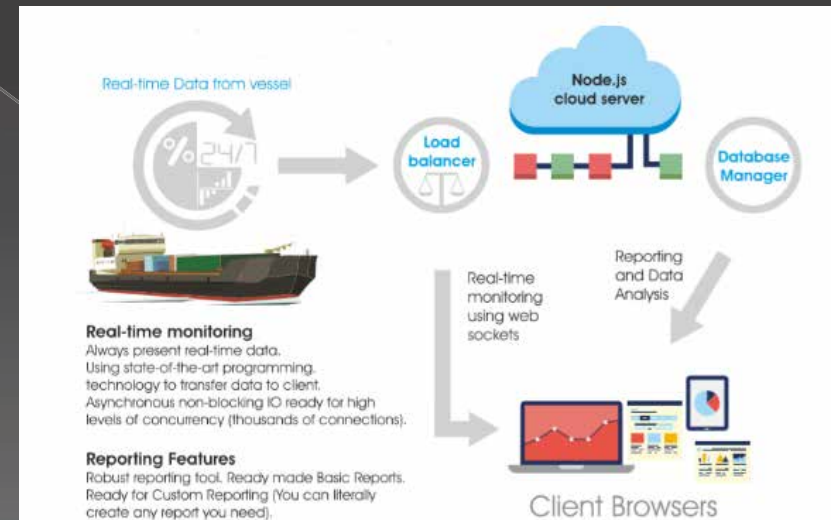 Real-time Data from vessel
% 24/7
Load
balancer
Node.js
cloud server
Database
Manager
Real-time
monitoring
using web
sockets
Reporting
and Data
Analysis
Real-time monitoring
Always present real-time data.
Using state-of-the-art programming.
technology to transfer data to client.
Asynchronous non-blocking IO ready for high
levels of concurrency (thousands of connections).
Reporting Features
Robust reporting tool. Ready made Basic Reports.
Ready for Custom Reporting (You can literally
create any report you need).
Client Browsers